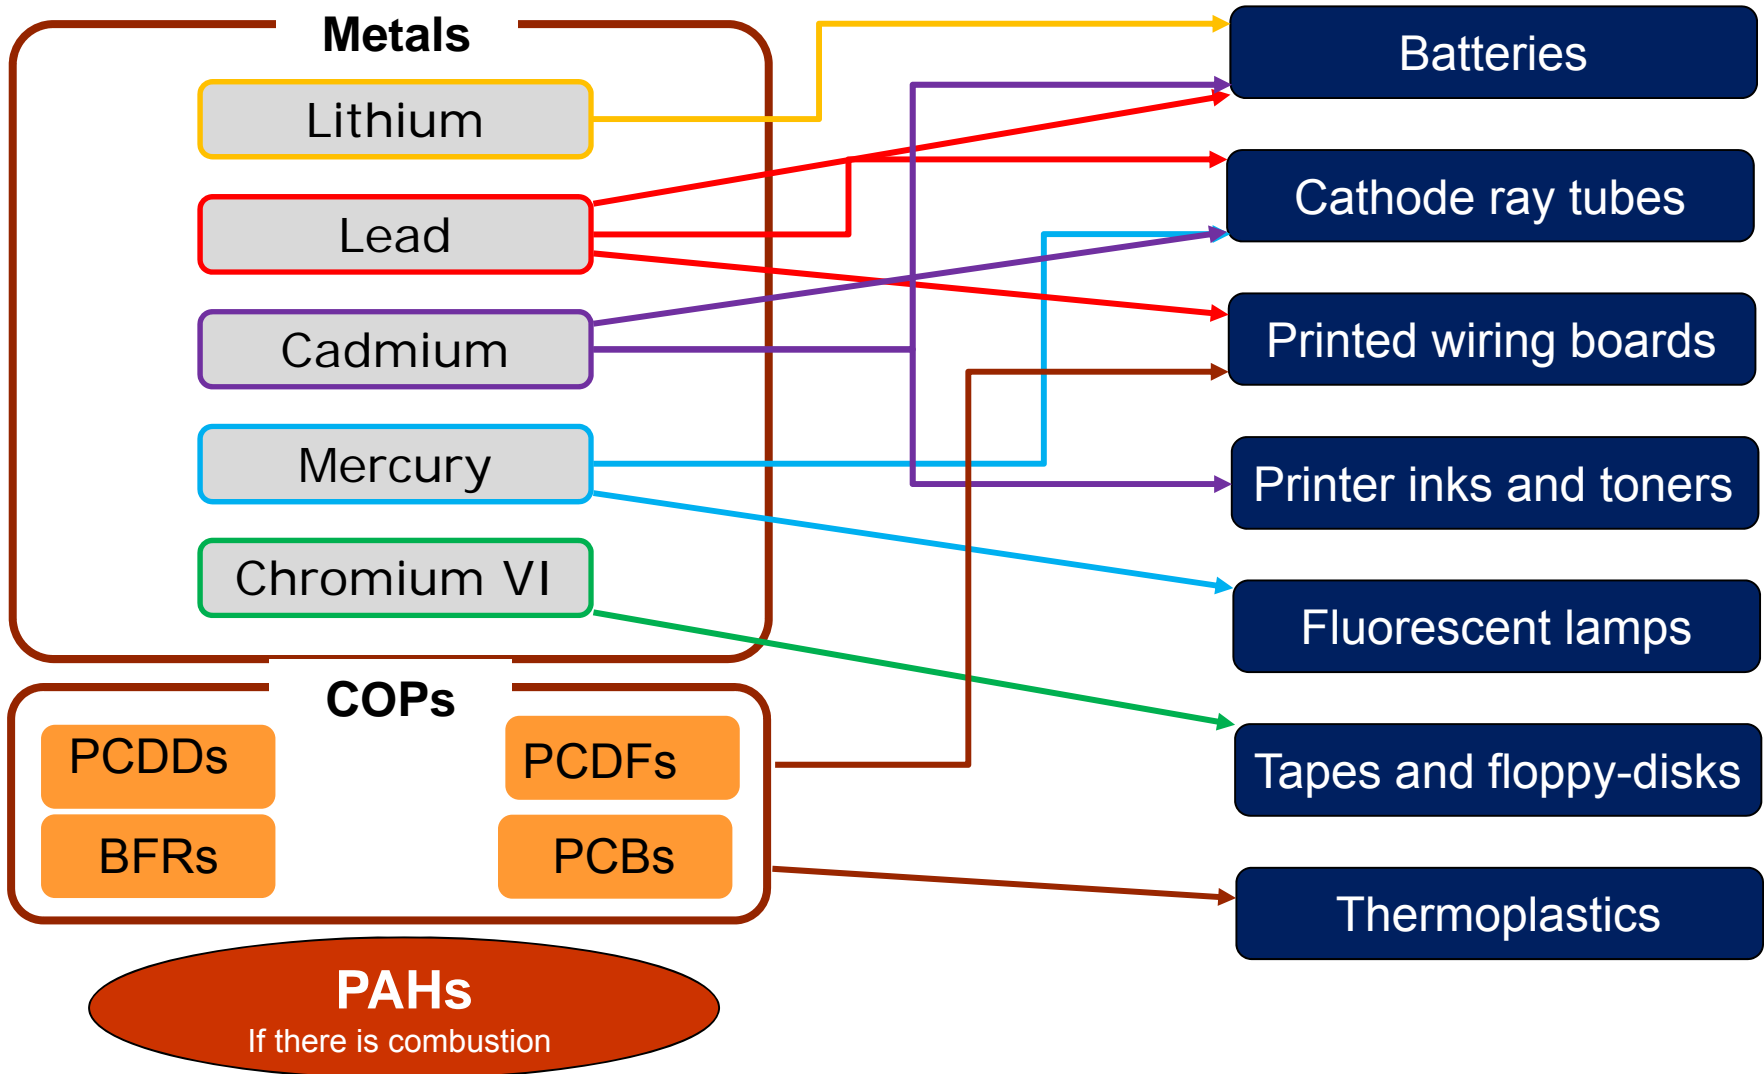 Metals
Lithium
Lead
Cadmium
Mercury
Chromium VI
COPs
PCDDs
PCDFs
BFRs
PCBs
PAHs
If there is combustion
Batteries
Cathode ray tubes
Printed wiring boards
Printer inks and toners
Fluorescent lamps
Tapes and floppy-disks
Thermoplastics